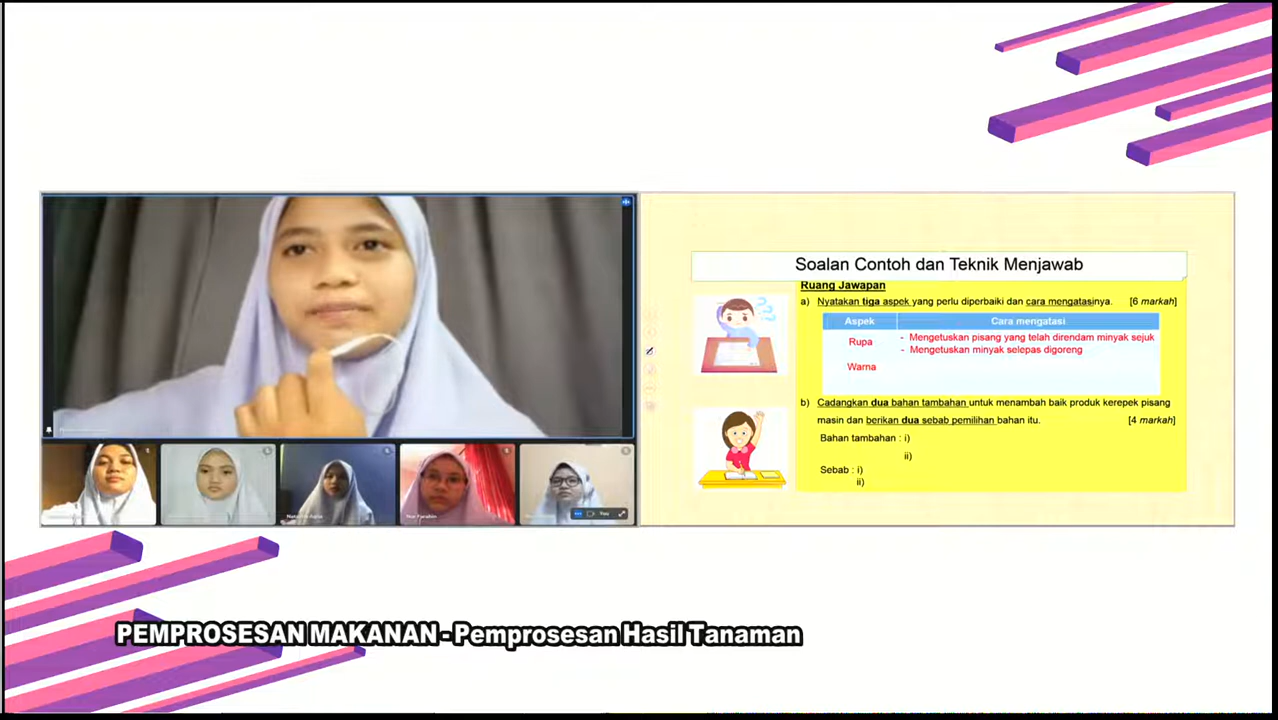 Soalan Contoh dan Teknik Menjawab
Ruang Jawapan
a) Nyatakan tiga aspek yang perlu diperbaiki dan cara mengatasinya. [6 markah]
Aspek Cara mengatasi
Rupa
- Mengetuskan pisang yang telah direndam minyak sejuk
- Mengetuskan minyak selepas digoreng
Warna
b) Cadangkan dua bahan tambahan untuk menambah baik produk kerepek pisang
masin dan berikan dua sebab pemilihan bahan itu. [4 markah]
Bahan tambahan : i)
ii)
Sebab : i)
ii)
You
PEMPROSESAN MAKANAN - Pemprosesan Hasil Tanaman